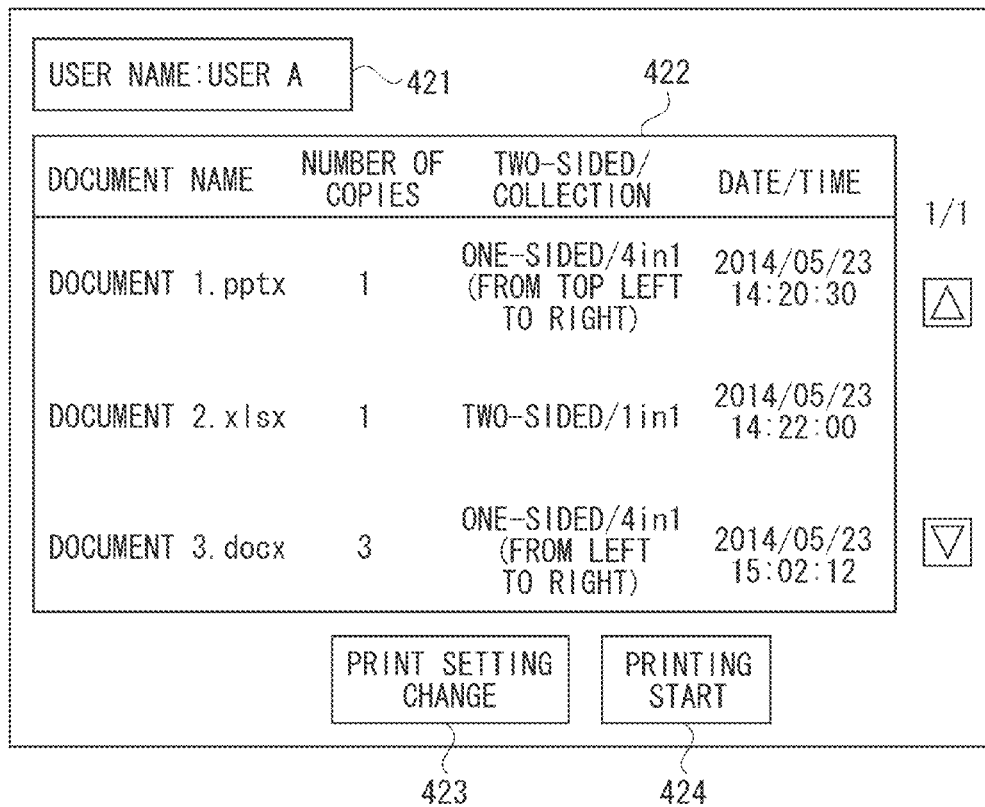 USER NAME:USER A
421
422
DOCUMENT NAME
NUMBER OF
COPIES
TWO-SIDED/
COLLECTION
DATE/TIME
1/1
DOCUMENT 1.pptx
1
ONE-SIDED/4in1
(FROM TOP LEFT
TO RIGHT)
2014/05/23
14:20:30
DOCUMENT 2.xlsx
1
TWO-SIDED/1in1
2014/05/23
14:22:00
DOCUMENT 3.docx
3
ONE-SIDED/4in1
(FROM LEFT
TO RIGHT)
2014/05/23
15:02:12
PRINT SETTING
CHANGE
PRINTING
START
423
424